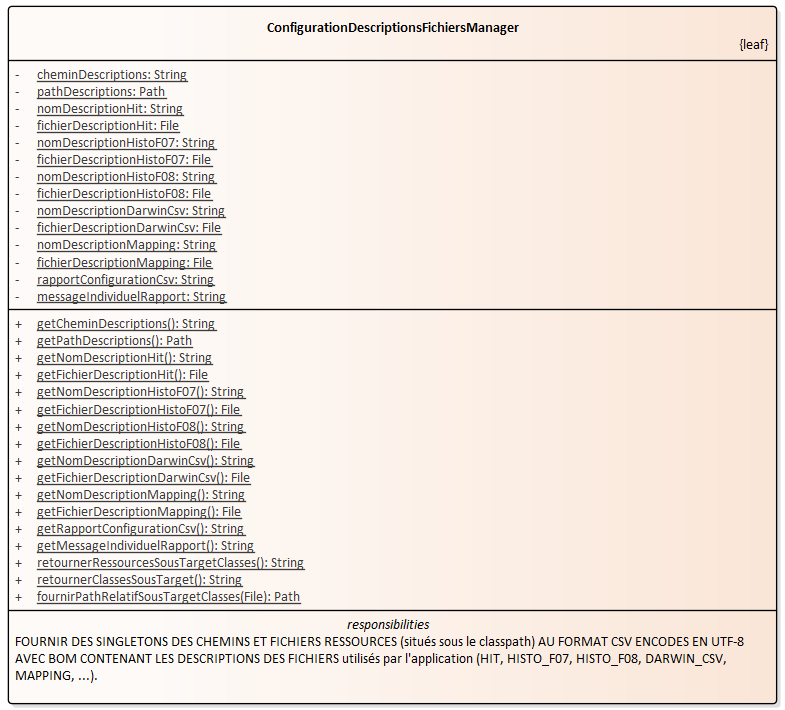 ConfigurationDescriptionsFichiersManager
{leaf}
- cheminDescriptions: String
- pathDescriptions: Path
- nomDescriptionHit: String
- fichierDescriptionHit: File
- nomDescriptionHistoF07: String
- fichierDescriptionHistoF07: File
- nomDescriptionHistoF08: String
- fichierDescriptionHistoF08: File
- nomDescriptionDarwinCsv: String
- fichierDescriptionDarwinCsv: File
- nomDescriptionMapping: String
- fichierDescriptionMapping: File
- rapportConfigurationCsv: String
- messageIndividuelRapport: String
+ getCheminDescriptions(): String
+ getPathDescriptions(): Path
+ getNomDescriptionHit(): String
+ getFichierDescriptionHit(): File
+ getNomDescriptionHistoF07(): String
+ getFichierDescriptionHistoF07(): File
+ getNomDescriptionHistoF08(): String
+ getFichierDescriptionHistoF08(): File
+ getNomDescriptionDarwinCsv(): String
+ getFichierDescriptionDarwinCsv(): File
+ getNomDescriptionMapping(): String
+ getFichierDescriptionMapping(): File
+ getRapportConfigurationCsv(): String
+ getMessageIndividuelRapport(): String
+ retournerRessourcesSousTargetClasses(): String
+ retournerClassesSousTarget(): String
+ fournirPathRelatifSousTargetClasses(File): Path
responsibilities
FOURNIR DES SINGLETONS DES CHEMINS ET FICHIERS RESSOURCES (situés sous le classpath) AU FORMAT CSV ENCODES EN UTF-8
AVEC BOM CONTENANT LES DESCRIPTIONS DES FICHIERS utilisés par l'application (HIT, HISTO_F07, HISTO_F08, DARWIN_CSV,
MAPPING, ...).